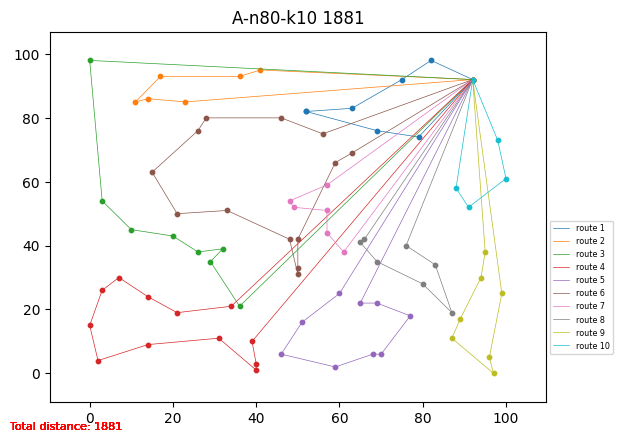 A-n80-k10 1881
100
80
60
40
20
0
0
20
40
60
80
100
route 1
route 2
route 3
route 4
route 5
route 6
route 7
route 8
route 9
route 10
Total distance: 1881